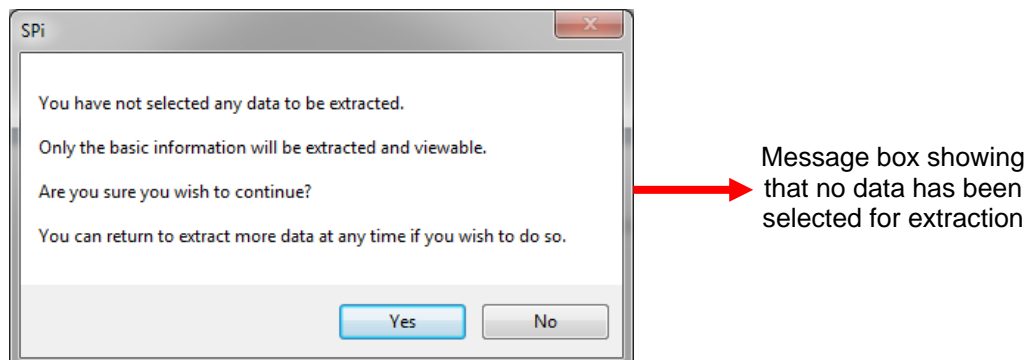 SPi
You have not selected any data to be extracted.
Only the basic information will be extracted and viewable.
Are you sure you wish to continue?
You can return to extract more data at any time if you wish to do so.
Yes No
Message box showing
that no data has been
selected for extraction